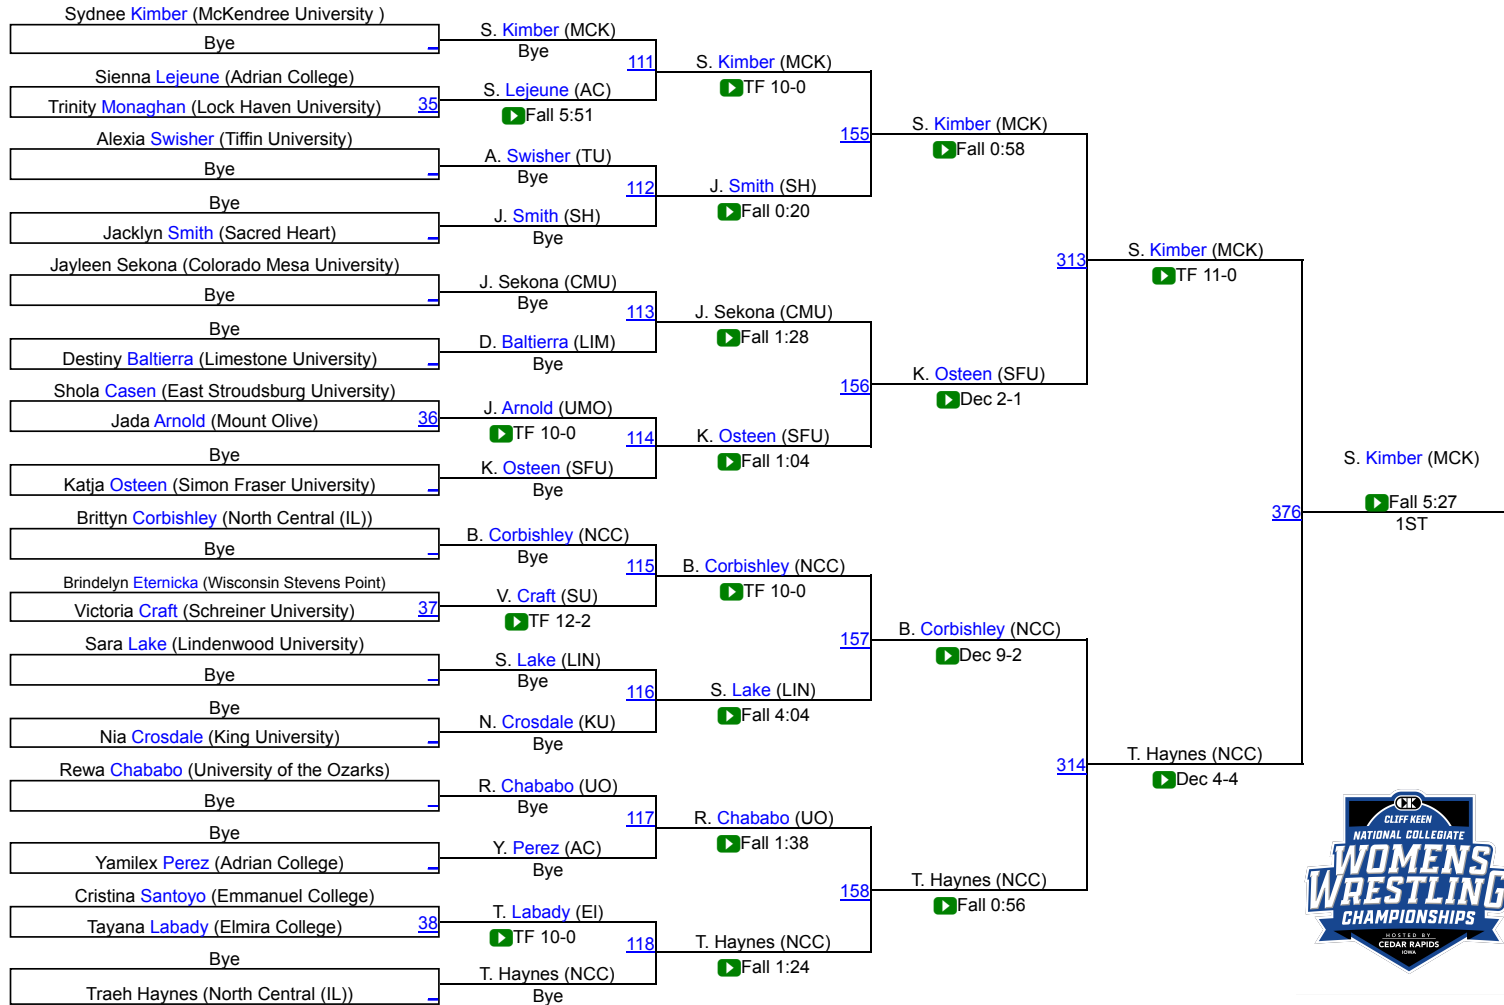 Sydnee Kimber (McKendree University )
Bye
_
S. Kimber (MCK)
Bye
111
Sienna Lejeune (Adrian College)
Trinity Monaghan (Lock Haven University) 35
S. Lejeune (AC)
Fall 5:51
S. Kimber (MCK)
TF 10-0
155
Alexia Swisher (Tiffin University)
Bye
_
A. Swisher (TU)
Bye
112
Bye
Jacklyn Smith (Sacred Heart)
_
J. Smith (SH)
Bye
J. Smith (SH)
Fall 0:20
S. Kimber (MCK)
Fall 0:58
313
Jayleen Sekona (Colorado Mesa University)
Bye
_
J. Sekona (CMU)
Bye
113
Bye
Destiny Baltierra (Limestone University)
_
D. Baltierra (LIM)
Bye
J. Sekona (CMU)
Fall 1:28
156
Shola Casen (East Stroudsburg University)
Jada Arnold (Mount Olive) 36
J. Arnold (UMO)
TF 10-0
114
Bye
Katja Osteen (Simon Fraser University)
_
K. Osteen (SFU)
Bye
K. Osteen (SFU)
Fall 1:04
K. Osteen (SFU)
Dec 2-1
S. Kimber (MCK)
TF 11-0
376
Brittyn Corbishley (North Central (IL))
Bye
_
B. Corbishley (NCC)
Bye
115
Brindelyn Eternicka (Wisconsin Stevens Point)
Victoria Craft (Schreiner University) 37
V. Craft (SU)
TF 12-2
B. Corbishley (NCC)
TF 10-0
157
Sara Lake (Lindenwood University)
Bye
_
S. Lake (LIN)
Bye
116
Bye
Nia Crosdale (King University)
_
N. Crosdale (KU)
Bye
S. Lake (LIN)
Fall 4:04
B. Corbishley (NCC)
Dec 9-2
314
Rewa Chababo (University of the Ozarks)
Bye
_
R. Chababo (UO)
Bye
117
Bye
Yamilex Perez (Adrian College)
_
Y. Perez (AC)
Bye
R. Chababo (UO)
Fall 1:38
158
Cristina Santoyo (Emmanuel College)
Tayana Labady (Elmira College) 38
T. Labady (El)
TF 10-0
118
Bye
Traeh Haynes (North Central (IL))
_
T. Haynes (NCC)
Bye
T. Haynes (NCC)
Fall 1:24
T. Haynes (NCC)
Fall 0:56
T. Haynes (NCC)
Dec 4-4
S. Kimber (MCK)
Fall 5:27
1ST
CK
CLIFF KEEN
NATIONAL COLLEGIATE
WOMENS
WRESTLING
CHAMPIONSHIPS
HOSTED BY
CEDAR RAPIDS
IOWA